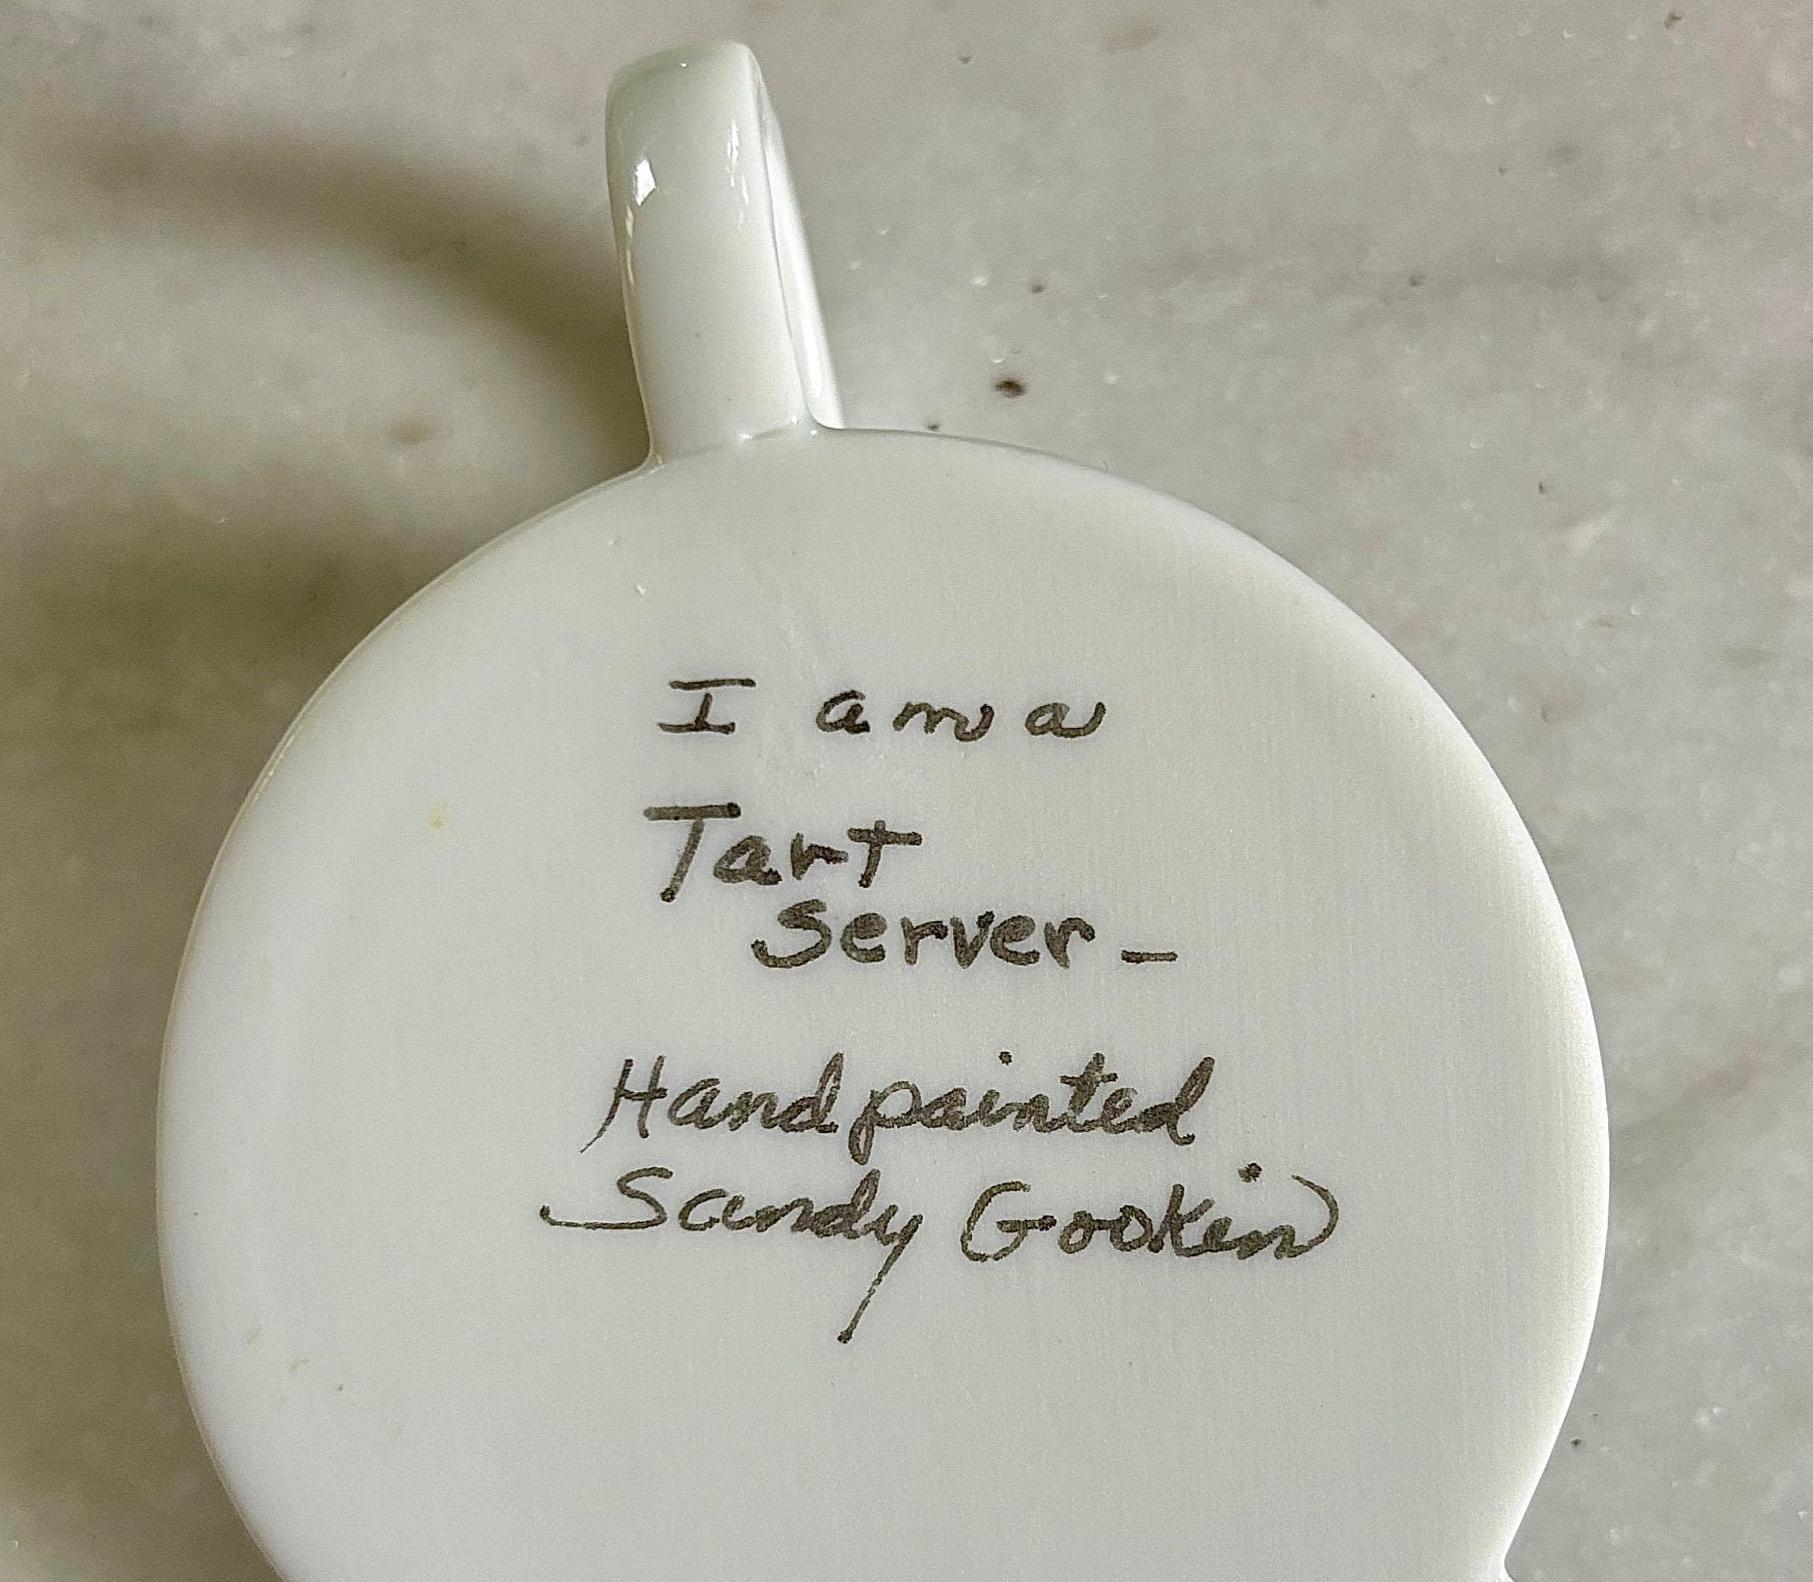 I am a
Tart
Server –
Handpainted
Sandy Gookin